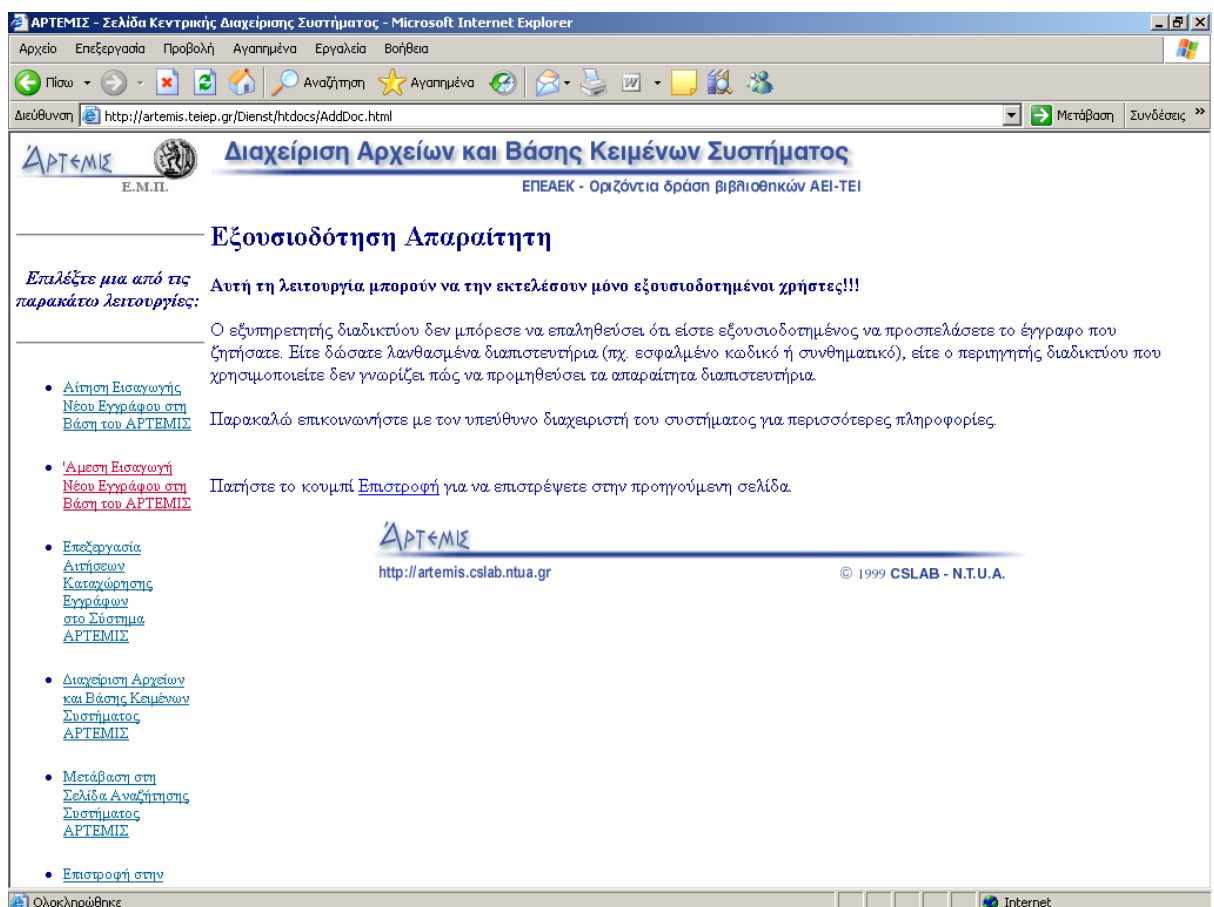 ΑΡΤΕΜΙΣ - Σελίδα Κεντρικής Διαχείρισης Συστήματος - Microsoft Internet Explorer
Αρχείο Επεξεργασία Προβολή Αγαπημένα Εργαλεία Βοήθεια
Πίσω Αναζήτηση Αγαπημένα
Διεύθυνση http://artemis.teiep.gr/Dienst/htdocs/AddDoc.html Μετάβαση Συνδέσεις »
Άρτεμις
Ε.Μ.Π.
Διαχείριση Αρχείων και Βάσης Κειμένων Συστήματος
ΕΠΕΑΕΚ - Οριζόντια δράση βιβλιοθηκών ΑΕΙ-ΤΕΙ
Επιλέξτε μια από τις
παρακάτω λειτουργίες:
Αίτηση Εισαγωγής
Νέου Εγγράφου στη
Βάση του ΑΡΤΕΜΙΣ
'Αμεση Εισαγωγή
Νέου Εγγράφου στη
Βάση του ΑΡΤΕΜΙΣ
Επεξεργασία
Αιτήσεων
Καταχώρησης
Εγγράφων
στο Σύστημα
ΑΡΤΕΜΙΣ
Διαχείριση Αρχείων
και Βάσης Κειμένων
Συστήματος
ΑΡΤΕΜΙΣ
Μετάβαση στη
Σελίδα Αναζήτησης
Συστήματος
ΑΡΤΕΜΙΣ
Επιστροφή στην
Εξουσιοδότηση Απαραίτητη
Αυτή τη λειτουργία μπορούν να την εκτελέσουν μόνο εξουσιοδοτημένοι χρήστες!!!
Ο εξυπηρετητής διαδικτύου δεν μπόρεσε να επαληθεύσει ότι είστε εξουσιοδοτημένος να προσπελάσετε το έγγραφο που
ζητήσατε. Είτε δώσατε λανθασμένα διαπιστευτήρια (πχ. εσφαλμένο κωδικό ή συνθηματικό), είτε ο περιηγητής διαδικτύου που
χρησιμοποιείτε δεν γνωρίζει πώς να προμηθεύσει τα απαραίτητα διαπιστευτήρια.
Παρακαλώ επικοινωνήστε με τον υπεύθυνο διαχειριστή του συστήματος για περισσότερες πληροφορίες.
Πατήστε το κουμπί Επιστροφή για να επιστρέψετε στην προηγούμενη σελίδα.
Άρτεμις
http://artemis.cslab.ntua.gr © 1999 CSLAB - N.T.U.A.
Ολοκληρώθηκε Internet